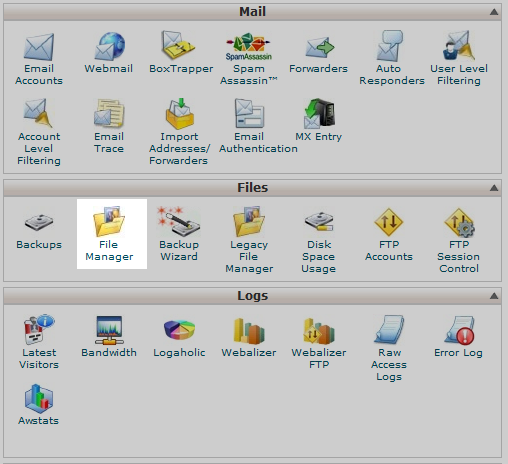 Mail
Email
Accounts
Webmail
BoxTrapper
SpamAssassin
Spam
Assassin™
Forwarders
Auto
Responders
User Level
Filtering
Account
Level
Filtering
Email
Trace
Import
Addresses/
Forwarders
Email
Authentication
MX Entry
Files
Backups
File
Manager
Backup
Wizard
Legacy
File
Manager
Disk
Space
Usage
FTP
Accounts
FTP
Session
Control
Logs
Latest
Visitors
Bandwidth
Logaholic
Webalizer
Webalizer
FTP
Raw
Access
Logs
Error Log
Awstats